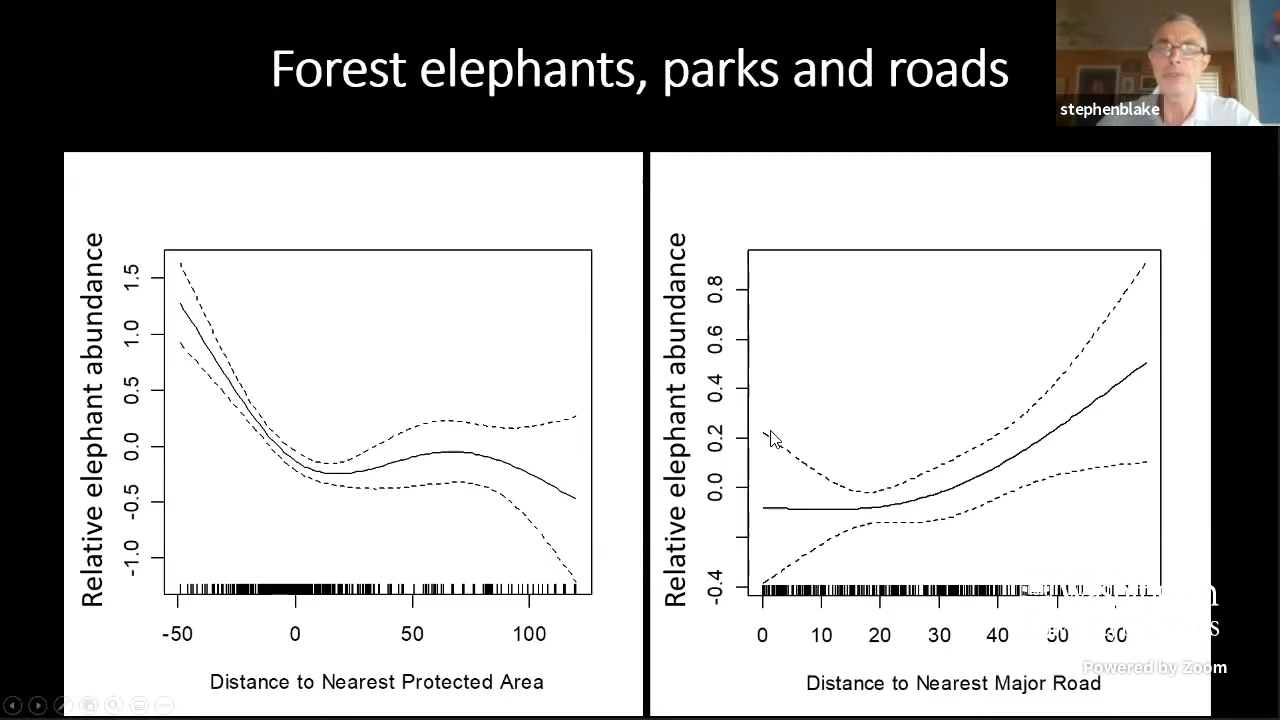 Forest elephants, parks and roads
stephenblake
Relative elephant abundance
1.5
1.0
0.5
0.0
-0.5
-1.0
-50 0 50 100
Distance to Nearest Protected Area
Relative elephant abundance
0.8
0.6
0.4
0.2
0.0
-0.4
0 10 20 30 40 50 60
Distance to Nearest Major Road
Powered by Zoom